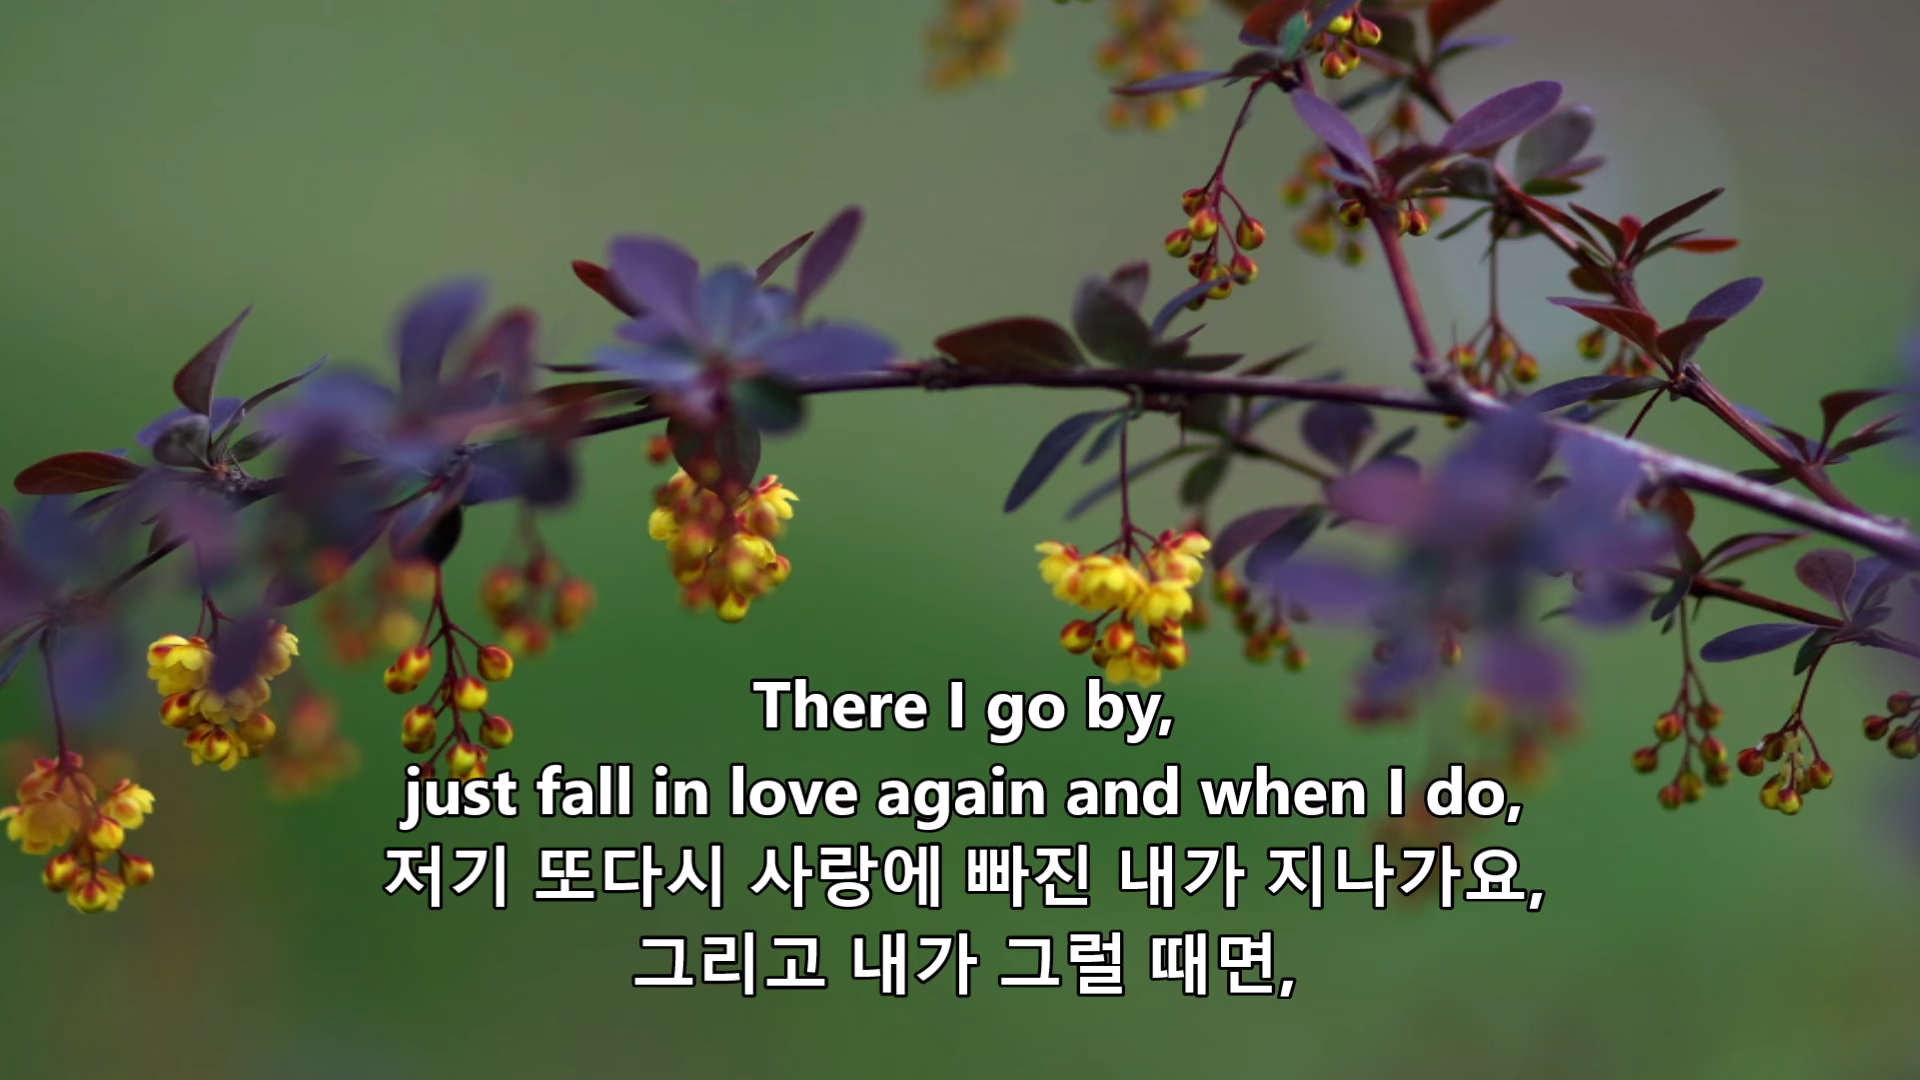 There I go by,
just fall in love again and when I do,
저기 또다시 사랑에 빠진 내가 지나가요,
그리고 내가 그럴 때면,